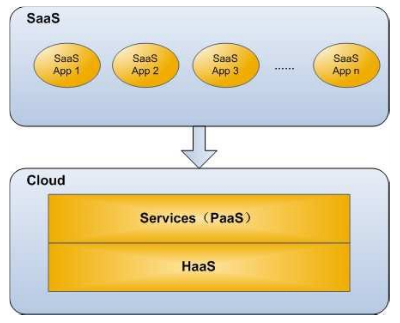 SaaS
SaaS
App 1
SaaS
App 2
SaaS
App 3
......
SaaS
App n
Cloud
Services（PaaS）
HaaS